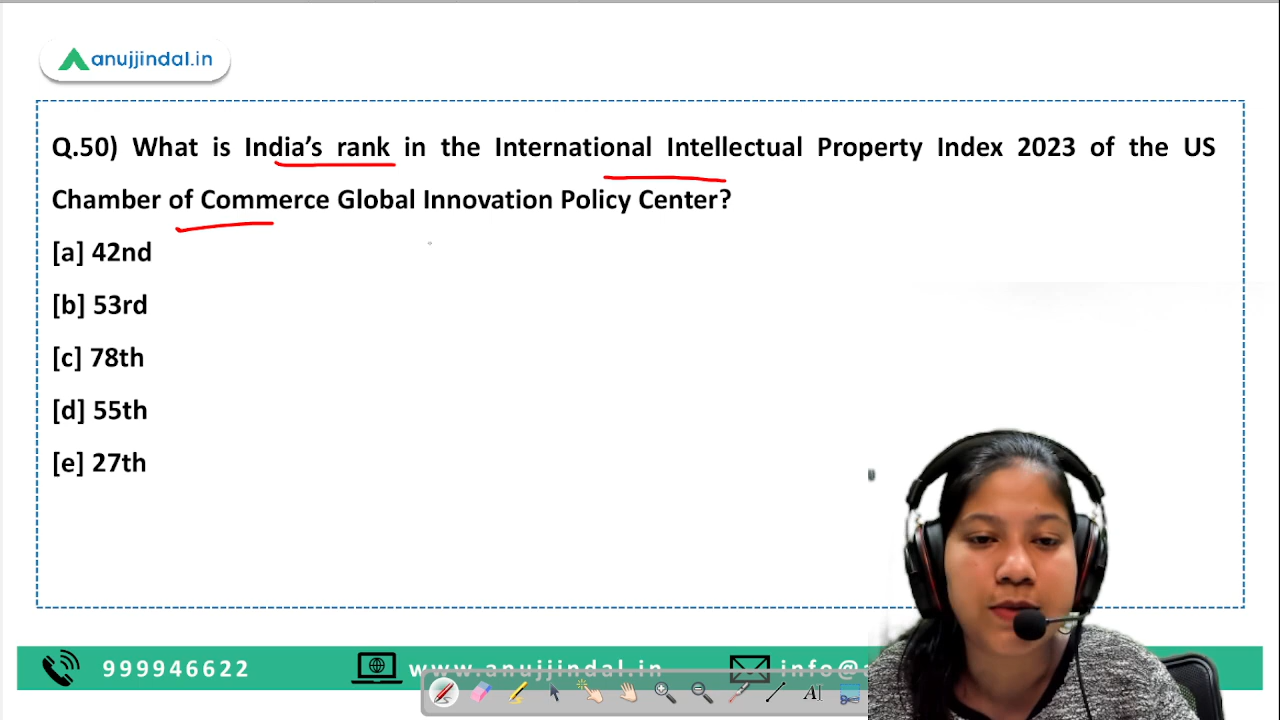 anujjindal.in
Q.50) What is India's rank in the International Intellectual Property Index 2023 of the US
Chamber of Commerce Global Innovation Policy Center?
[a] 42nd
[b] 53rd
[c] 78th
[d] 55th
[e] 27th
999946622
www.anujjindal.in